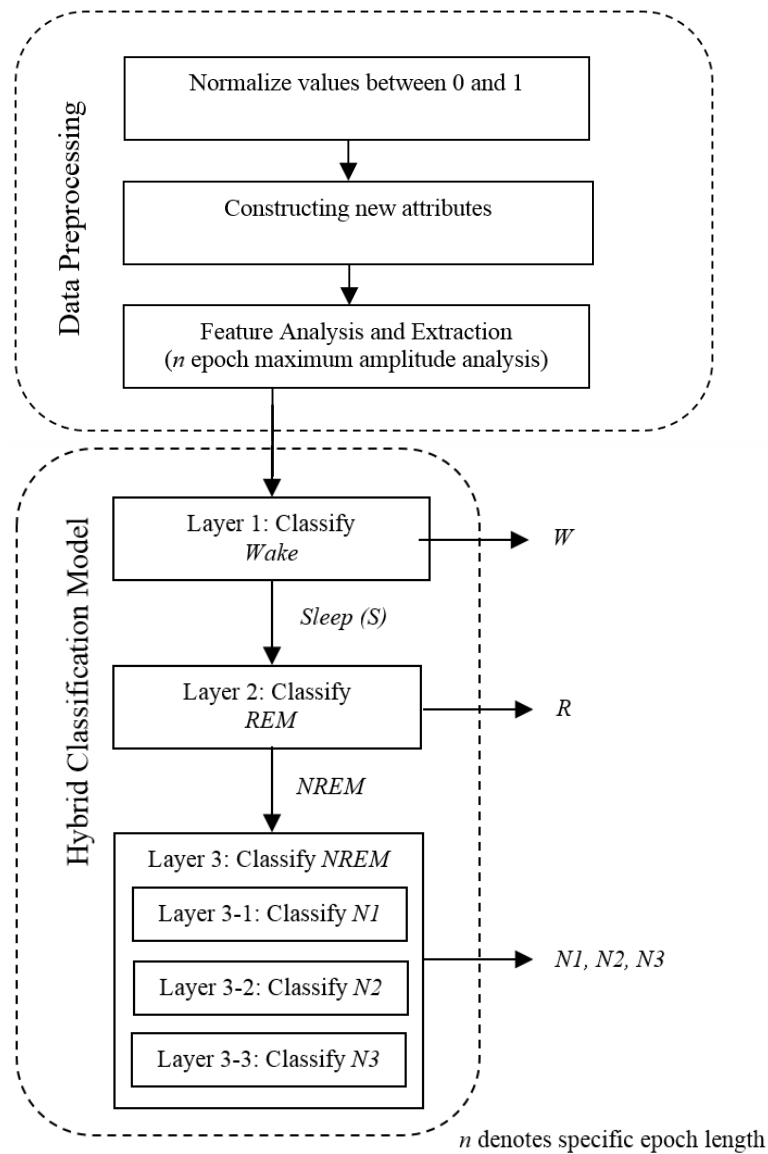 Data Preprocessing
Normalize values between 0 and 1
Constructing new attributes
Feature Analysis and Extraction
(n epoch maximum amplitude analysis)
Hybrid Classification Model
Layer 1: Classify
Wake
W
Sleep (S)
Layer 2: Classify
REM
R
NREM
Layer 3: Classify NREM
Layer 3-1: Classify N1
Layer 3-2: Classify N2
Layer 3-3: Classify N3
N1, N2, N3
n denotes specific epoch length